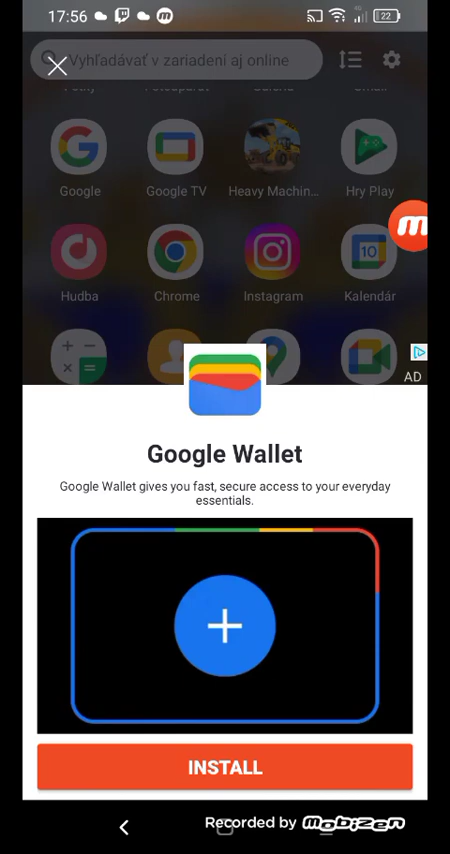 17:56
4G
22
Vyhľadávať v zariadení aj online
Google
Google TV
Heavy Machin...
Hry Play
Hudba
Chrome
Instagram
10
Kalendár
AD
Google Wallet
Google Wallet gives you fast, secure access to your everyday
essentials.
INSTALL
Recorded by mobizen